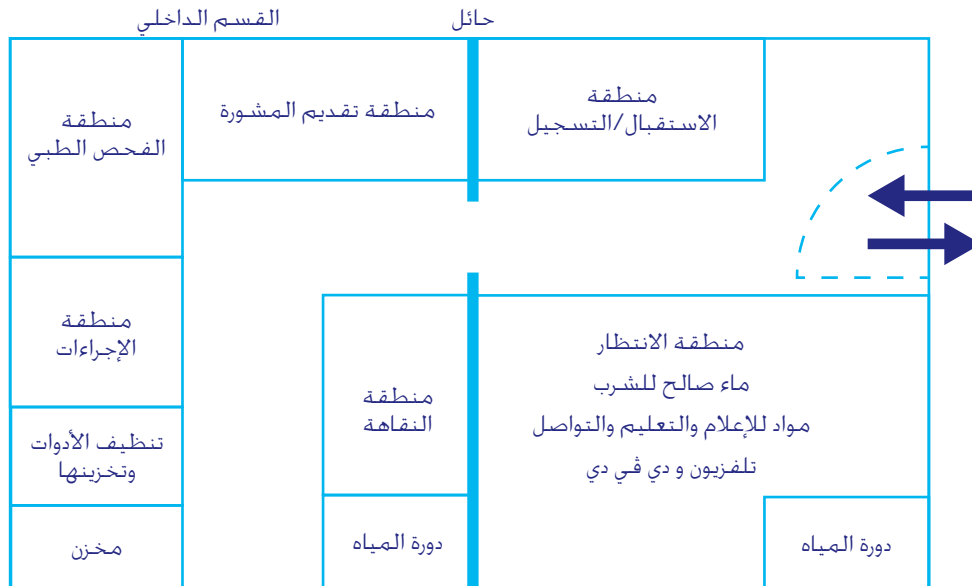 حائل
القسم الداخلي
منطقة
الاستقبال/التسجيل
منطقة تقديم المشورة
منطقة
الفحص الطبي
منطقة
الإجراءات
تنظيف الأدوات
وتخزينها
مخزن
منطقة
النقاهة
دورة المياه
منطقة الانتظار
ماء صالح للشرب
مواد للإعلام والتعليم والتواصل
تلفزيون و دي ڤي دي
دورة المياه